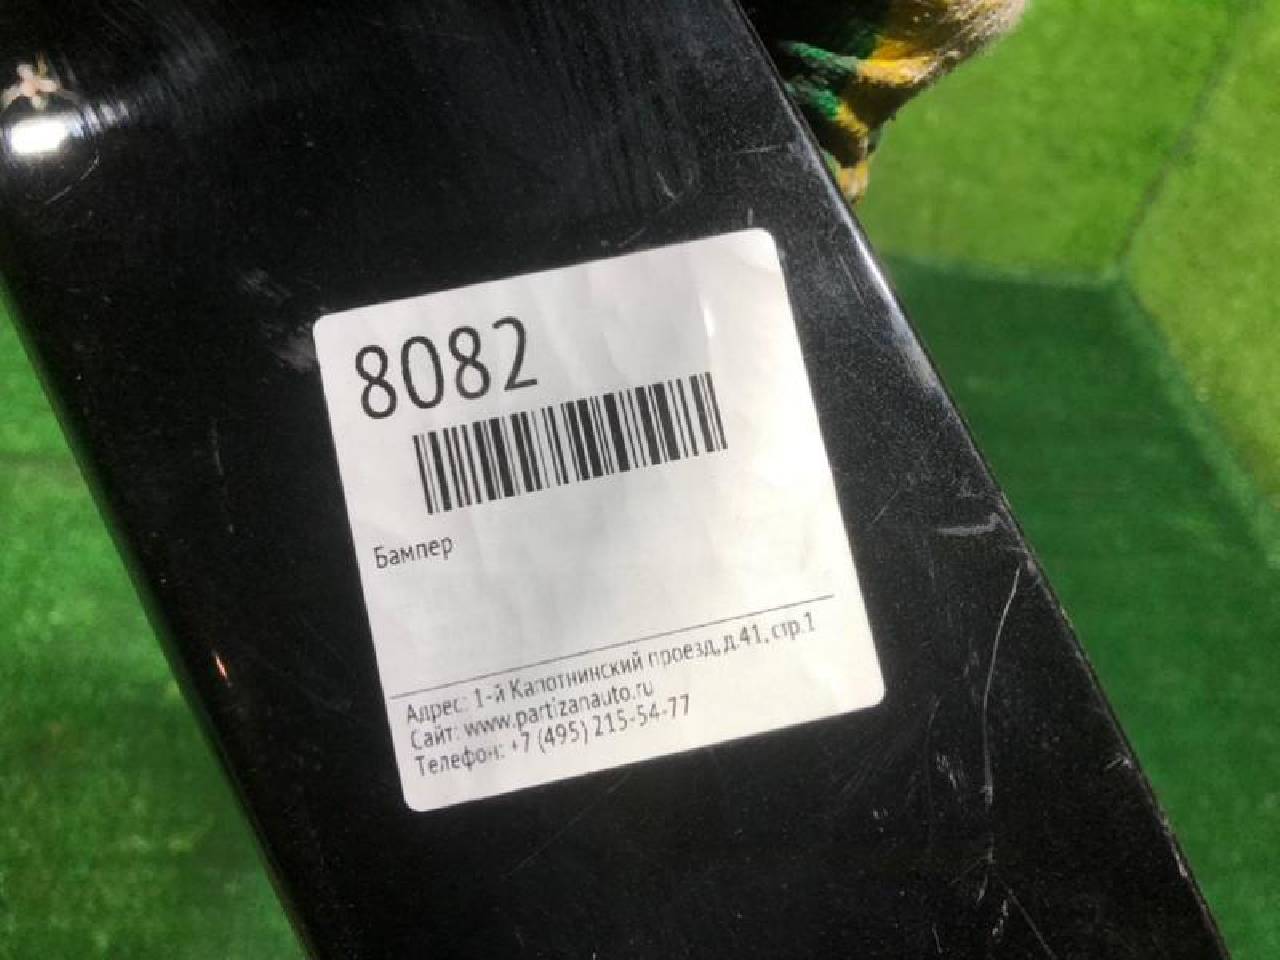 8082
Бампер
Адрес: 1-й Капотнинский проезд, д.41, стр.1
Сайт: www.partizanauto.ru
Телефон: +7 (495) 215-54-77